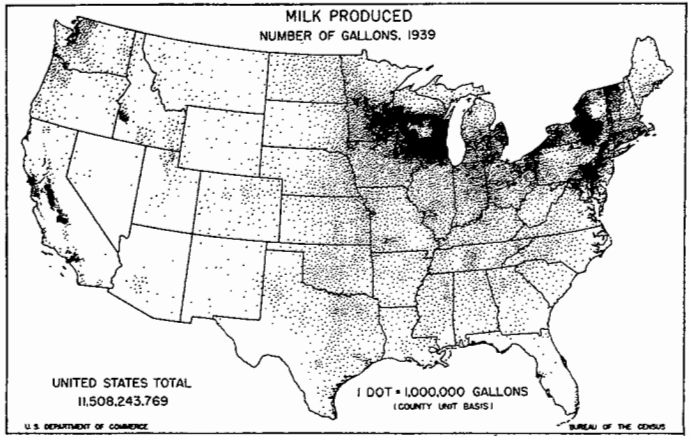 MILK PRODUCED
NUMBER OF GALLONS, 1939
UNITED STATES TOTAL
11,508,243,769
1 DOT = 1,000,000 GALLONS
(COUNTY UNIT BASIS)
U. S. DEPARTMENT OF COMMERCE
BUREAU OF THE CENSUS